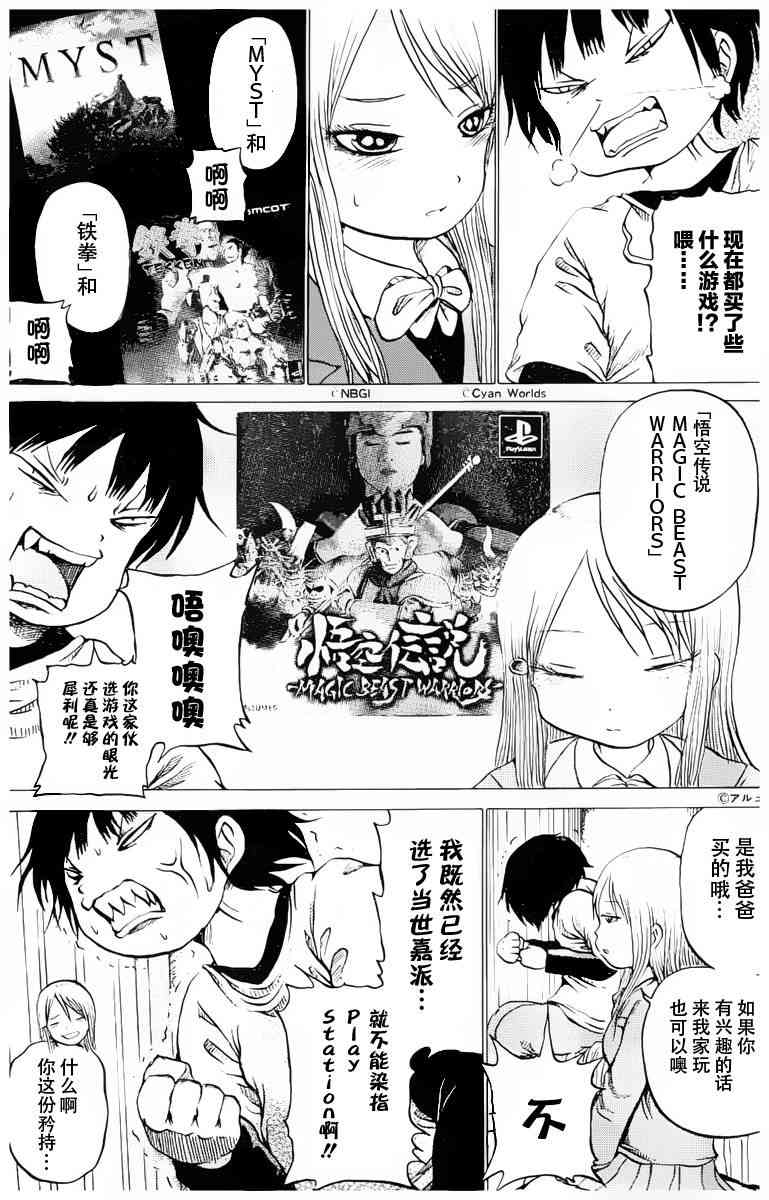 现在都买了些
什么游戏!?
喂……
「MYST」和
啊
啊
MYST
「铁拳」和
啊
啊
铁拳
TEKKEN
©NBGI
©Cyan Worlds
「悟空传说
MAGIC BEAST
WARRIORS」
PlayStation
悟空伝説
-MAGIC BEAST WARRIORS-
唔
噢
噢
噢
你这家伙
选游戏的眼光
还真是够
犀利呢!!
是我爸爸
买的哦…
如果你
有兴趣的话
来我家玩
也可以噢
不
我既然已经
选了当世嘉派…
就不能染指
Play
Station啊!!
什么啊
你这份矜持…